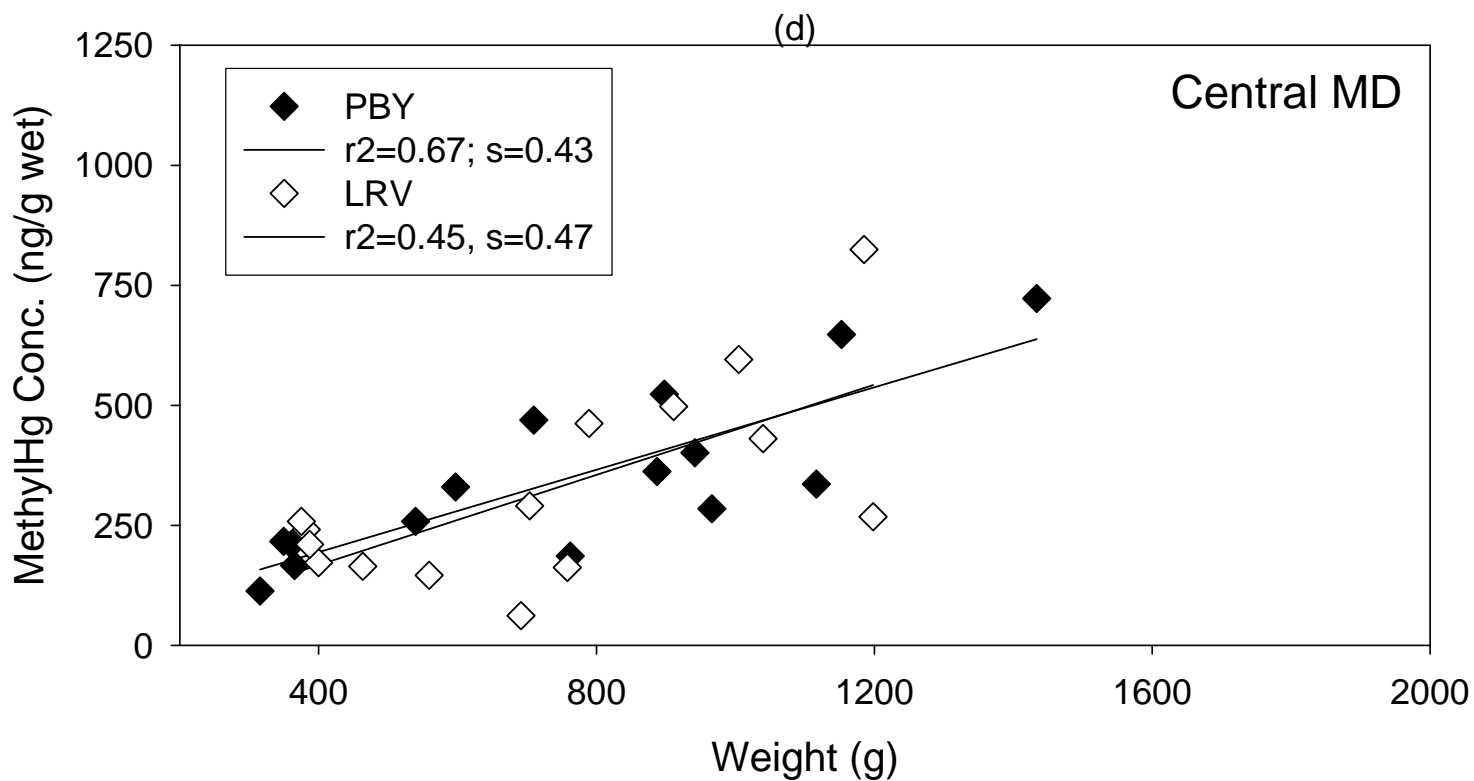 (d)
Central MD
PBY
r2=0.67; s=0.43
LRV
r2=0.45, s=0.47
MethylHg Conc. (ng/g wet)
1250
1000
750
500
250
0
400 800 1200 1600 2000
Weight (g)